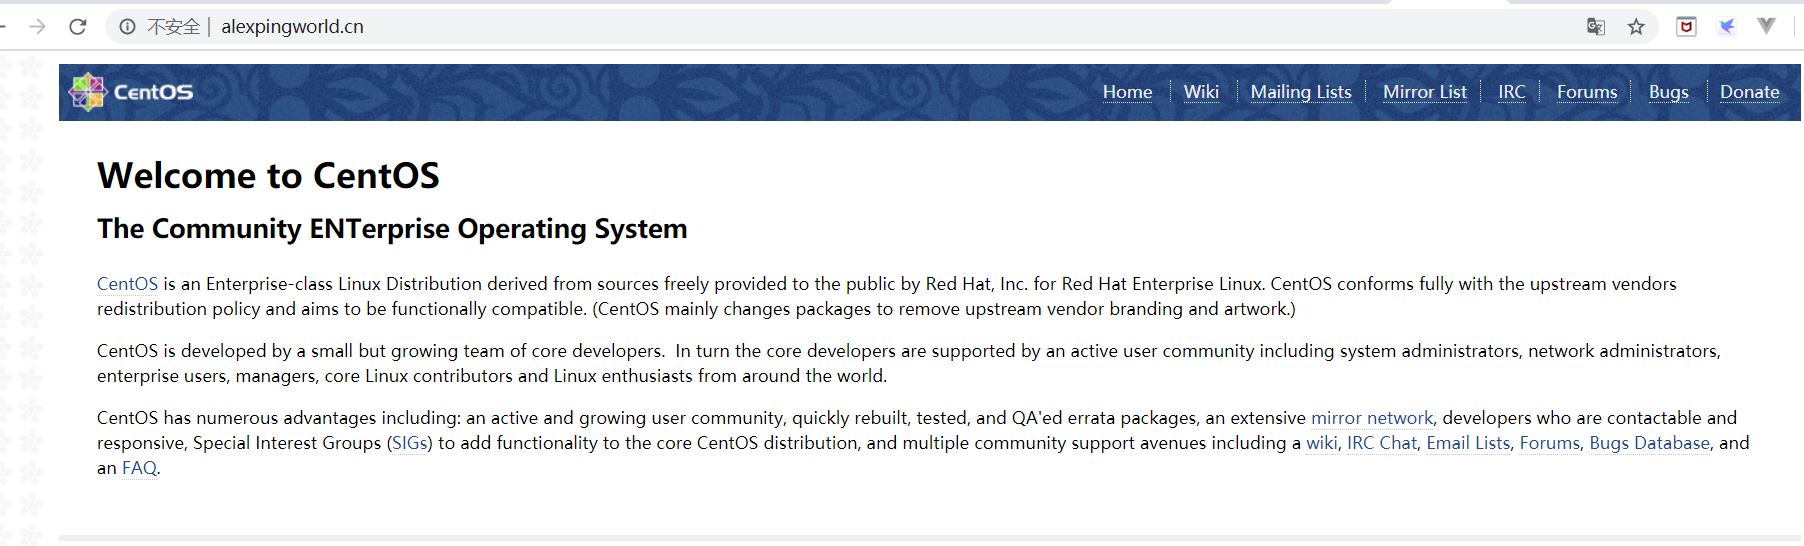 不安全 | alexpingworld.cn
CentOS
Home Wiki Mailing Lists Mirror List IRC Forums Bugs Donate
Welcome to CentOS
The Community ENTerprise Operating System
CentOS is an Enterprise-class Linux Distribution derived from sources freely provided to the public by Red Hat, Inc. for Red Hat Enterprise Linux. CentOS conforms fully with the upstream vendors
redistribution policy and aims to be functionally compatible. (CentOS mainly changes packages to remove upstream vendor branding and artwork.)
CentOS is developed by a small but growing team of core developers.  In turn the core developers are supported by an active user community including system administrators, network administrators,
enterprise users, managers, core Linux contributors and Linux enthusiasts from around the world.
CentOS has numerous advantages including: an active and growing user community, quickly rebuilt, tested, and QA'ed errata packages, an extensive mirror network, developers who are contactable and
responsive, Special Interest Groups (SIGs) to add functionality to the core CentOS distribution, and multiple community support avenues including a wiki, IRC Chat, Email Lists, Forums, Bugs Database, and
an FAQ.